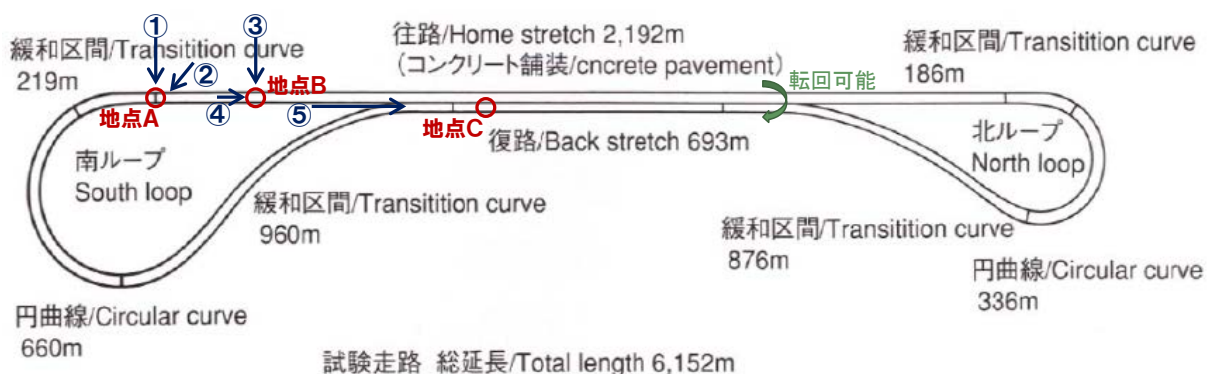 ①
③
緩和区間/Transitition curve
219m
②
地点B
往路/Home stretch 2,192m
（コンクリート舗装/cncrete pavement）
転回可能
緩和区間/Transitition curve
186m
地点A
④
⑤
地点C
復路/Back stretch 693m
南ループ
South loop
北ループ
North loop
緩和区間/Transitition curve
960m
緩和区間/Transitition curve
876m
円曲線/Circular curve
336m
円曲線/Circular curve
660m
試験走路 総延長/Total length 6,152m